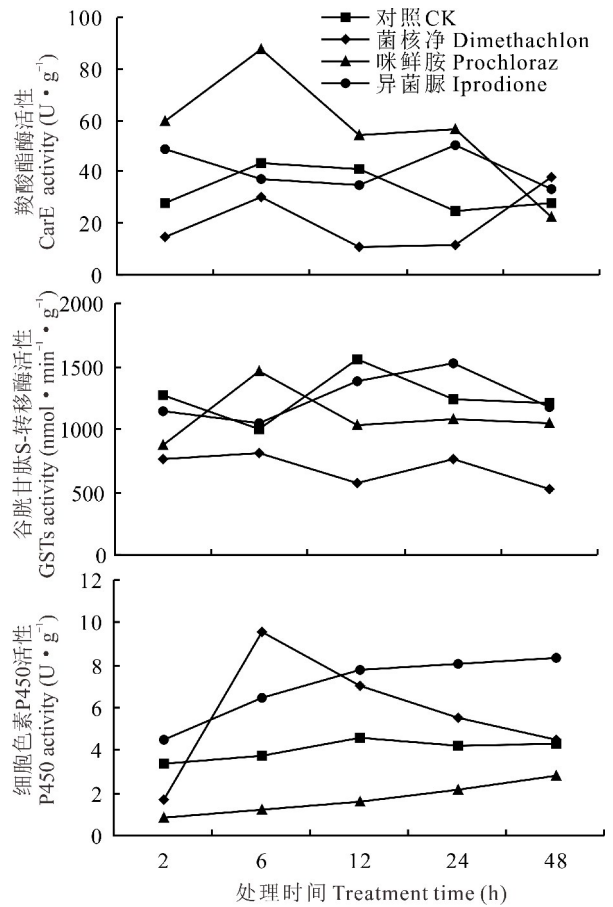 对照CK
菌核净 Dimethachlon
咪鲜胺 Prochloraz
异菌脲 Iprodione
羧酸酯酶活性
CarE activity (U·g⁻¹)
100
80
60
40
20
0
谷胱甘肽S-转移酶活性
GSTs activity (nmol·min⁻¹·g⁻¹)
2000
1500
1000
500
0
细胞色素P450活性
P450 activity (U·g⁻¹)
12
10
8
6
4
2
0
2 6 12 24 48
处理时间 Treatment time (h)